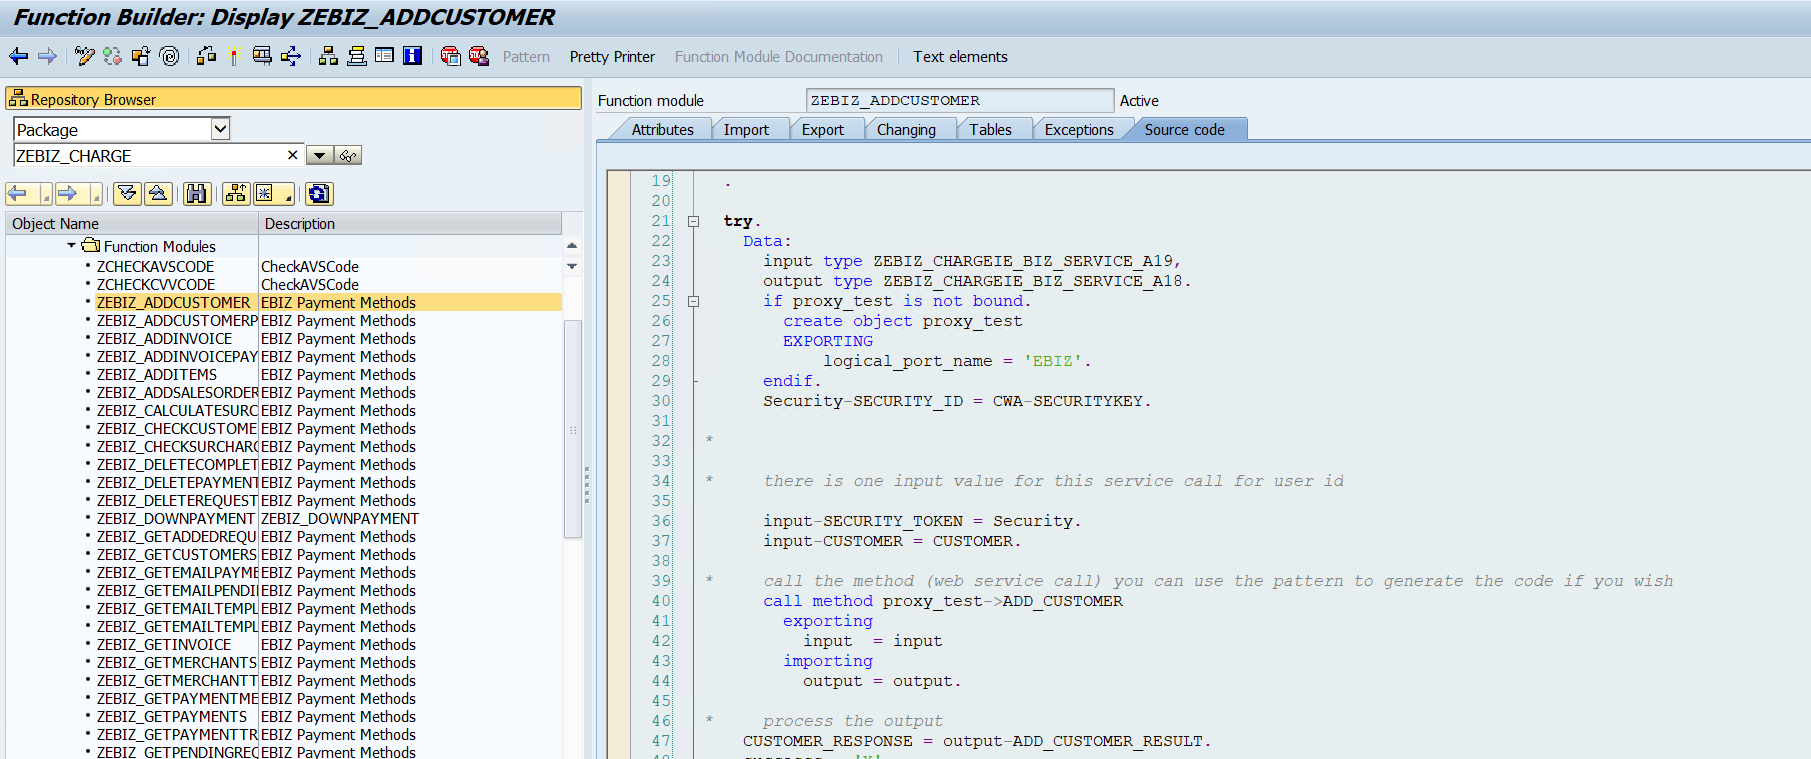 Function Builder: Display ZEBIZ_ADDCUSTOMER
Pattern Pretty Printer Function Module Documentation Text elements
Repository Browser
Package
ZEBIZ_CHARGE
Object Name Description
Function Modules
ZCHECKAVSCODE CheckAVSCode
ZCHECKCVVCODE CheckAVSCode
ZEBIZ_ADDCUSTOMER EBIZ Payment Methods
ZEBIZ_ADDCUSTOMERP EBIZ Payment Methods
ZEBIZ_ADDINVOICE EBIZ Payment Methods
ZEBIZ_ADDINVOICEPAY EBIZ Payment Methods
ZEBIZ_ADDITEMS EBIZ Payment Methods
ZEBIZ_ADDSALESORDER EBIZ Payment Methods
ZEBIZ_CALCULATESURC EBIZ Payment Methods
ZEBIZ_CHECKCUSTOME EBIZ Payment Methods
ZEBIZ_CHECKSURCHARG EBIZ Payment Methods
ZEBIZ_DELETECOMPLET EBIZ Payment Methods
ZEBIZ_DELETEPAYMENT EBIZ Payment Methods
ZEBIZ_DELETEREQUEST EBIZ Payment Methods
ZEBIZ_DOWNPAYMENT ZEBIZ_DOWNPAYMENT
ZEBIZ_GETADDEDREQU EBIZ Payment Methods
ZEBIZ_GETCUSTOMERS EBIZ Payment Methods
ZEBIZ_GETEMAILPAYME EBIZ Payment Methods
ZEBIZ_GETEMAILPENDI EBIZ Payment Methods
ZEBIZ_GETEMAILTEMPL EBIZ Payment Methods
ZEBIZ_GETEMAILTEMPL EBIZ Payment Methods
ZEBIZ_GETINVOICE EBIZ Payment Methods
ZEBIZ_GETMERCHANTS EBIZ Payment Methods
ZEBIZ_GETMERCHANTT EBIZ Payment Methods
ZEBIZ_GETPAYMENTME EBIZ Payment Methods
ZEBIZ_GETPAYMENTS EBIZ Payment Methods
ZEBIZ_GETPAYMENTTR EBIZ Payment Methods
ZEBIZ_GETPENDINGREQ EBIZ Payment Methods
Function module ZEBIZ_ADDCUSTOMER Active
Attributes Import Export Changing Tables Exceptions Source code
19 .
20
21 try.
22 Data:
23 input type ZEBIZ_CHARGEIE_BIZ_SERVICE_A19,
24 output type ZEBIZ_CHARGEIE_BIZ_SERVICE_A18.
25 if proxy_test is not bound.
26 create object proxy_test
27 EXPORTING
28 logical_port_name = 'EBIZ'.
29 endif.
30 Security-SECURITY_ID = CWA-SECURITYKEY.
31
32 *
33
34 * there is one input value for this service call for user id
35
36 input-SECURITY_TOKEN = Security.
37 input-CUSTOMER = CUSTOMER.
38
39 * call the method (web service call) you can use the pattern to generate the code if you wish
40 call method proxy_test->ADD_CUSTOMER
41 exporting
42 input = input
43 importing
44 output = output.
45
46 * process the output
47 CUSTOMER_RESPONSE = output-ADD_CUSTOMER_RESULT.